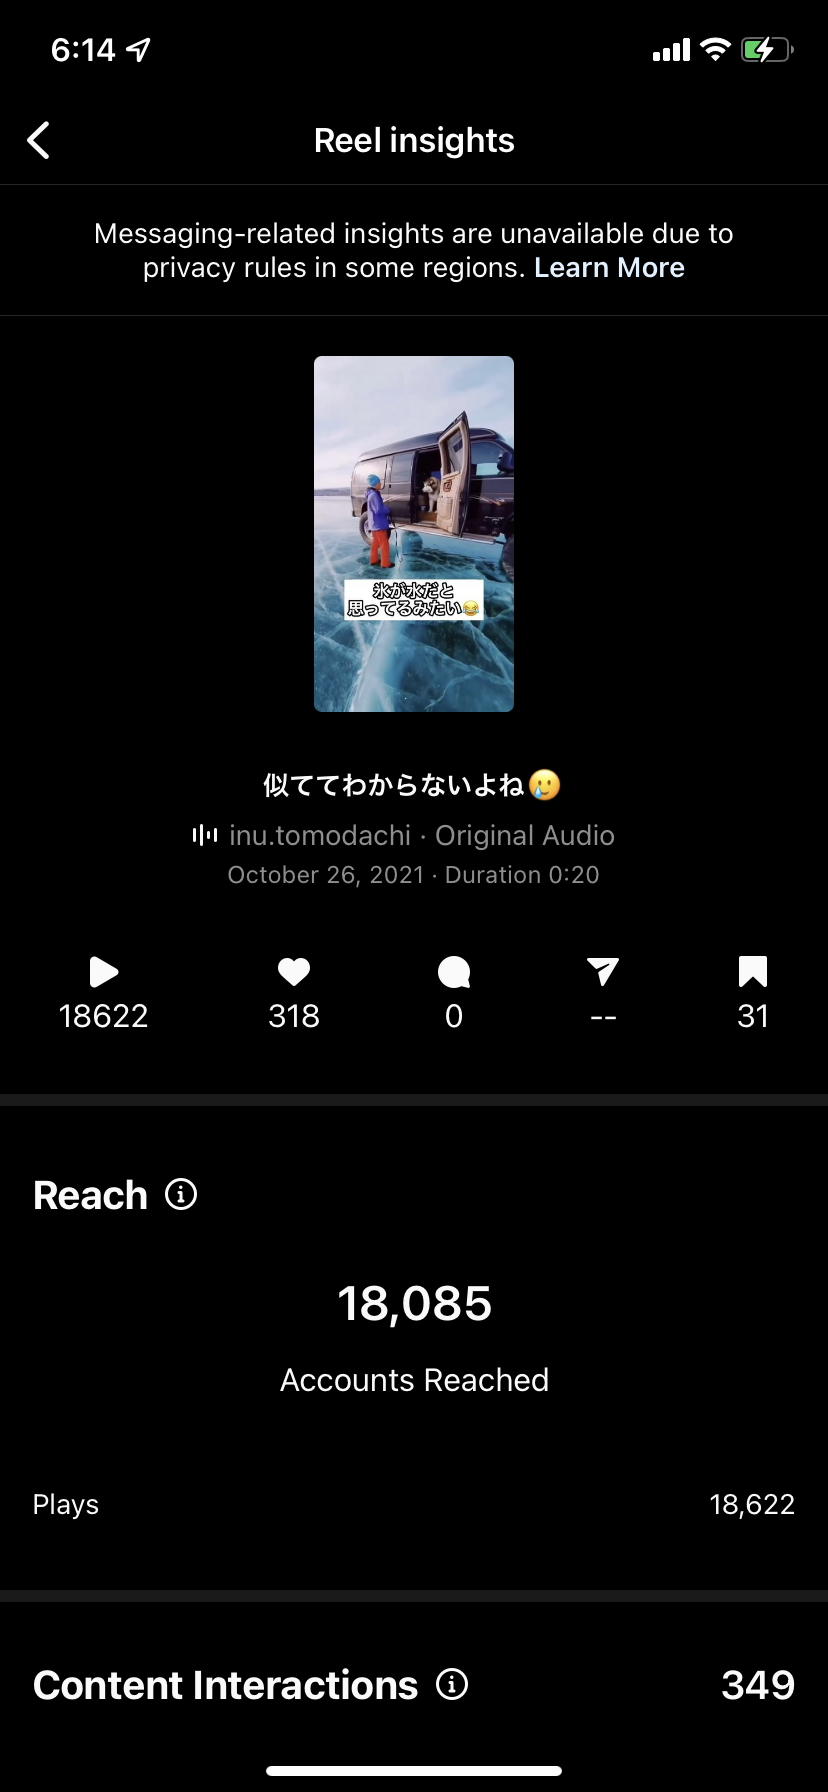 6:14
Reel insights
Messaging-related insights are unavailable due to
privacy rules in some regions. Learn More
氷が水だと
思ってるみたい😂
似ててわからないよね🥲
inu.tomodachi · Original Audio
October 26, 2021 · Duration 0:20
18622 318 0 -- 31
Reach
18,085
Accounts Reached
Plays 18,622
Content Interactions 349